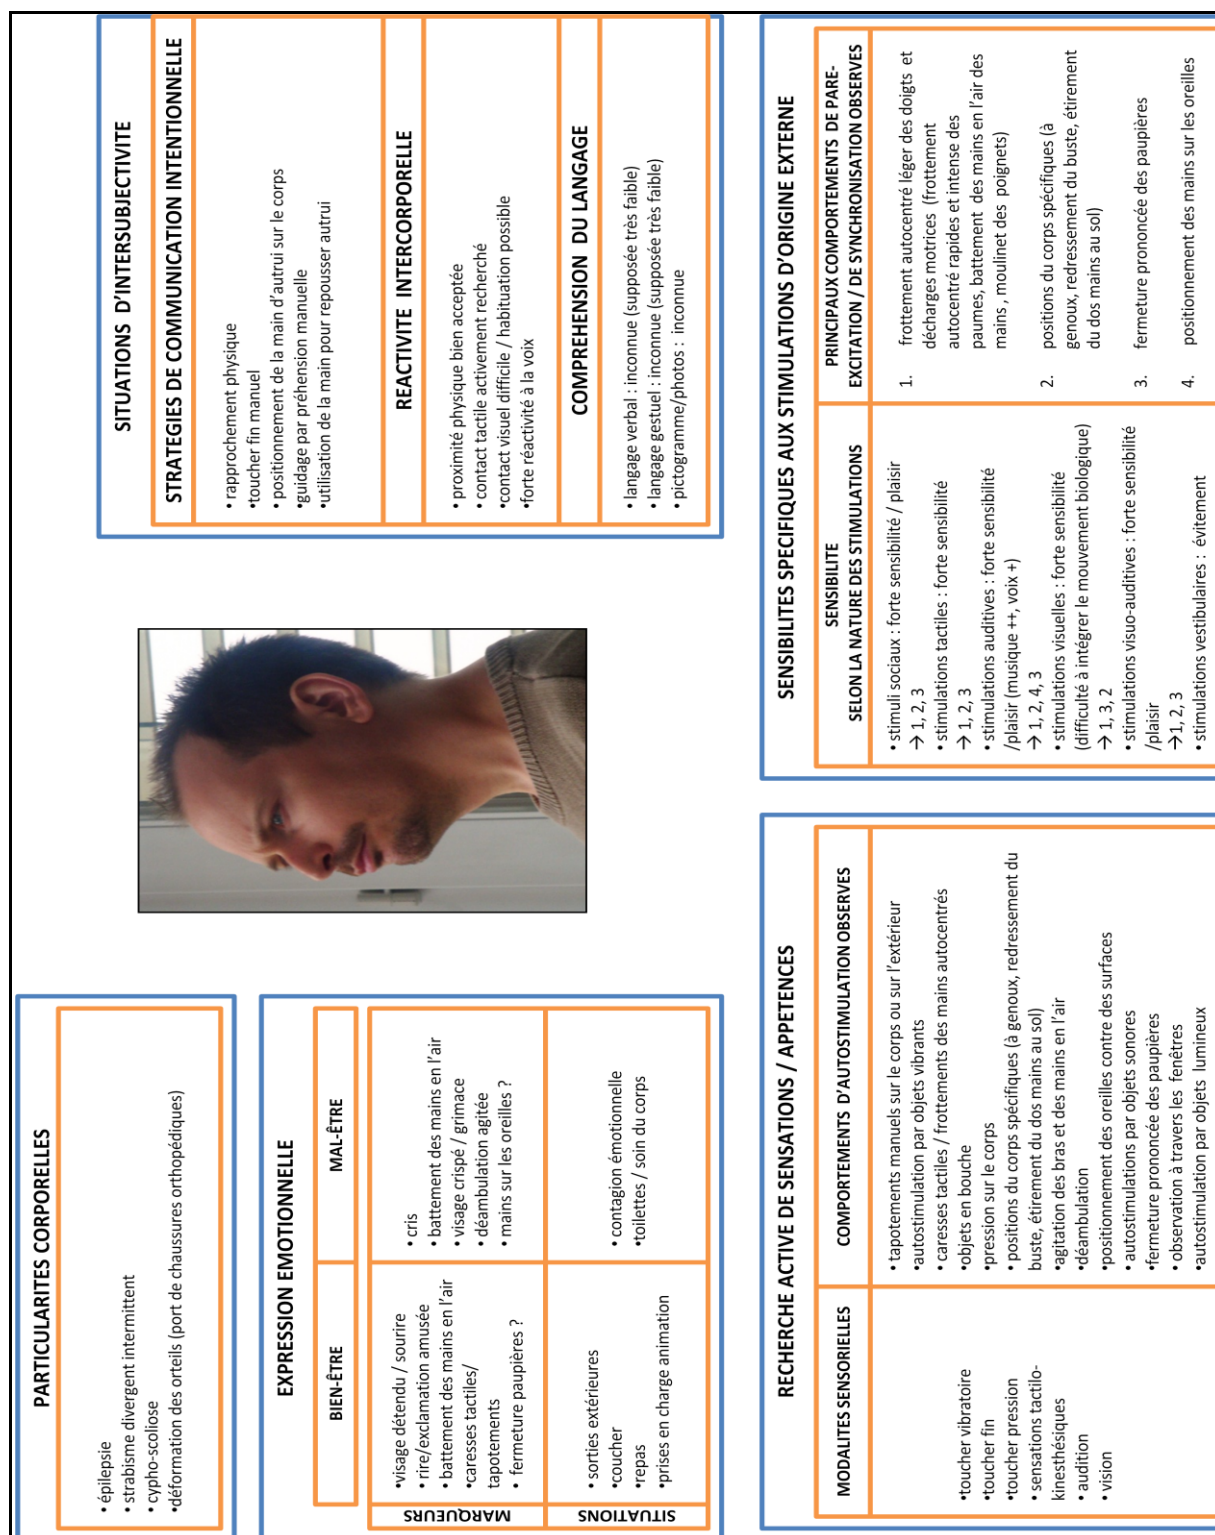 PARTICULARITES CORPORELLES
• épilepsie
• strabisme divergent intermittent
• cypho-scoliose
•déformation des orteils (port de chaussures orthopédiques)
EXPRESSION EMOTIONNELLE
BIEN-ÊTRE
MAL-ÊTRE
MARQUEURS
•visage détendu / sourire
• rire/exclamation amusée
• battement des mains en l'air
•caresses tactiles/
tapotements
• fermeture paupières ?
• cris
• battement des mains en l'air
• visage crispé / grimace
• déambulation agitée
• mains sur les oreilles ?
SITUATIONS
• sorties extérieures
•coucher
•repas
•prises en charge animation
• contagion émotionnelle
•toilettes / soin du corps
SITUATIONS D'INTERSUBJECTIVITE
STRATEGIES DE COMMUNICATION INTENTIONNELLE
• rapprochement physique
•toucher fin manuel
• positionnement de la main d'autrui sur le corps
•guidage par préhension manuelle
•utilisation de la main pour repousser autrui
REACTIVITE INTERCORPORELLE
• proximité physique bien acceptée
• contact tactile activement recherché
•contact visuel difficile / habituation possible
•forte réactivité à la voix
COMPREHENSION DU LANGAGE
• langage verbal : inconnue (supposée très faible)
• langage gestuel : inconnue (supposée très faible)
• pictogramme/photos : inconnue
RECHERCHE ACTIVE DE SENSATIONS / APPETENCES
MODALITES SENSORIELLES
COMPORTEMENTS D'AUTOSTIMULATION OBSERVES
•toucher vibratoire
•toucher fin
•toucher pression
• sensations tactilo-
kinesthésiques
• audition
• vision
• tapotements manuels sur le corps ou sur l'extérieur
•autostimulation par objets vibrants
• caresses tactiles / frottements des mains autocentrés
•objets en bouche
•pression sur le corps
• positions du corps spécifiques (à genoux, redressement du
buste, étirement du dos mains au sol)
•agitation des bras et des mains en l'air
•déambulation
•positionnement des oreilles contre des surfaces
• autostimulations par objets sonores
•fermeture prononcée des paupières
• observation à travers les fenêtres
•autostimulation par objets lumineux
SENSIBILITES SPECIFIQUES AUX STIMULATIONS D'ORIGINE EXTERNE
SENSIBILITE
SELON LA NATURE DES STIMULATIONS
PRINCIPAUX COMPORTEMENTS DE PARE-
EXCITATION / DE SYNCHRONISATION OBSERVES
• stimuli sociaux : forte sensibilité / plaisir
→ 1, 2, 3
• stimulations tactiles : forte sensibilité
→ 1, 2, 3
• stimulations auditives : forte sensibilité
/plaisir (musique ++, voix +)
→ 1, 2, 4, 3
• stimulations visuelles : forte sensibilité
(difficulté à intégrer le mouvement biologique)
→ 1, 3, 2
• stimulations visuo-auditives : forte sensibilité
/plaisir
→1, 2, 3
• stimulations vestibulaires : évitement
1. frottement autocentré léger des doigts et
décharges motrices (frottement
autocentré rapides et intense des
paumes, battement des mains en l'air des
mains , moulinet des poignets)
2. positions du corps spécifiques (à
genoux, redressement du buste, étirement
du dos mains au sol)
3. fermeture prononcée des paupières
4. positionnement des mains sur les oreilles